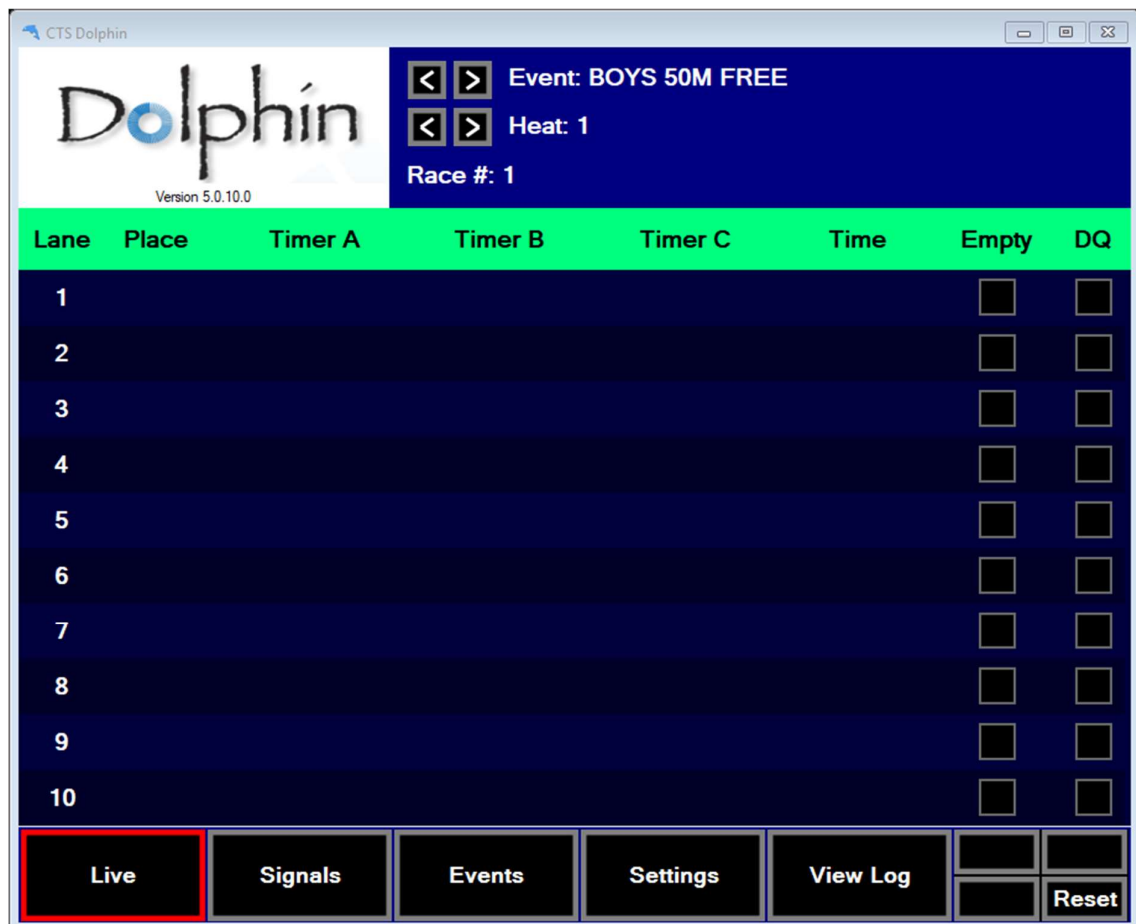 CTS Dolphin
Dolphin
Version 5.0.10.0
< > Event: BOYS 50M FREE
< > Heat: 1
Race #: 1
Lane Place Timer A Timer B Timer C Time Empty DQ
1
2
3
4
5
6
7
8
9
10
Live Signals Events Settings View Log
Reset